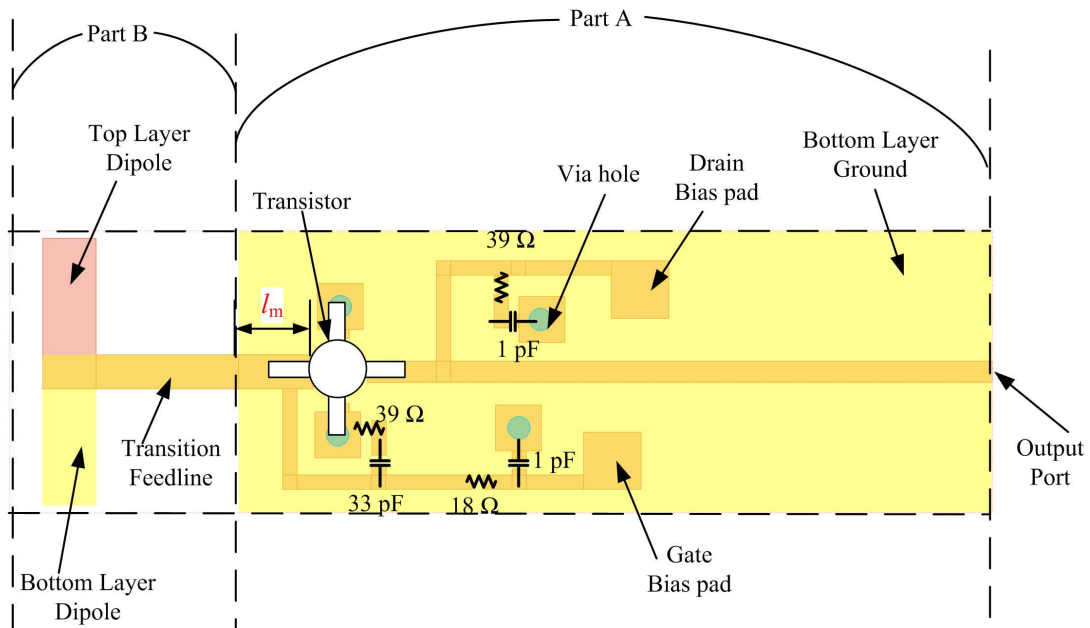 Part B
Part A
Top Layer
Dipole
Transistor
Via hole
Drain
Bias pad
Bottom Layer
Ground
39 Ω
lm
1 pF
39 Ω
1 pF
33 pF
18 Ω
Transition
Feedline
Output
Port
Bottom Layer
Dipole
Gate
Bias pad